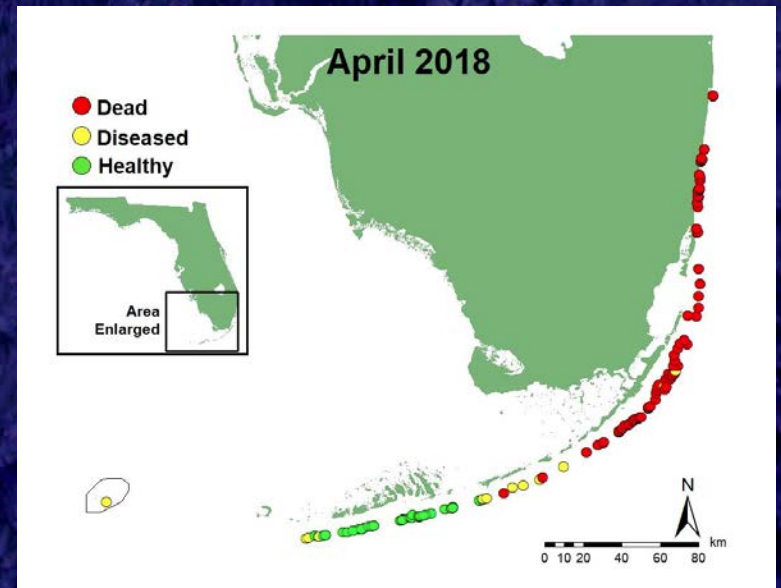 April 2018
Dead
Diseased
Healthy
Area
Enlarged
N
km
0 10 20 40 60 80